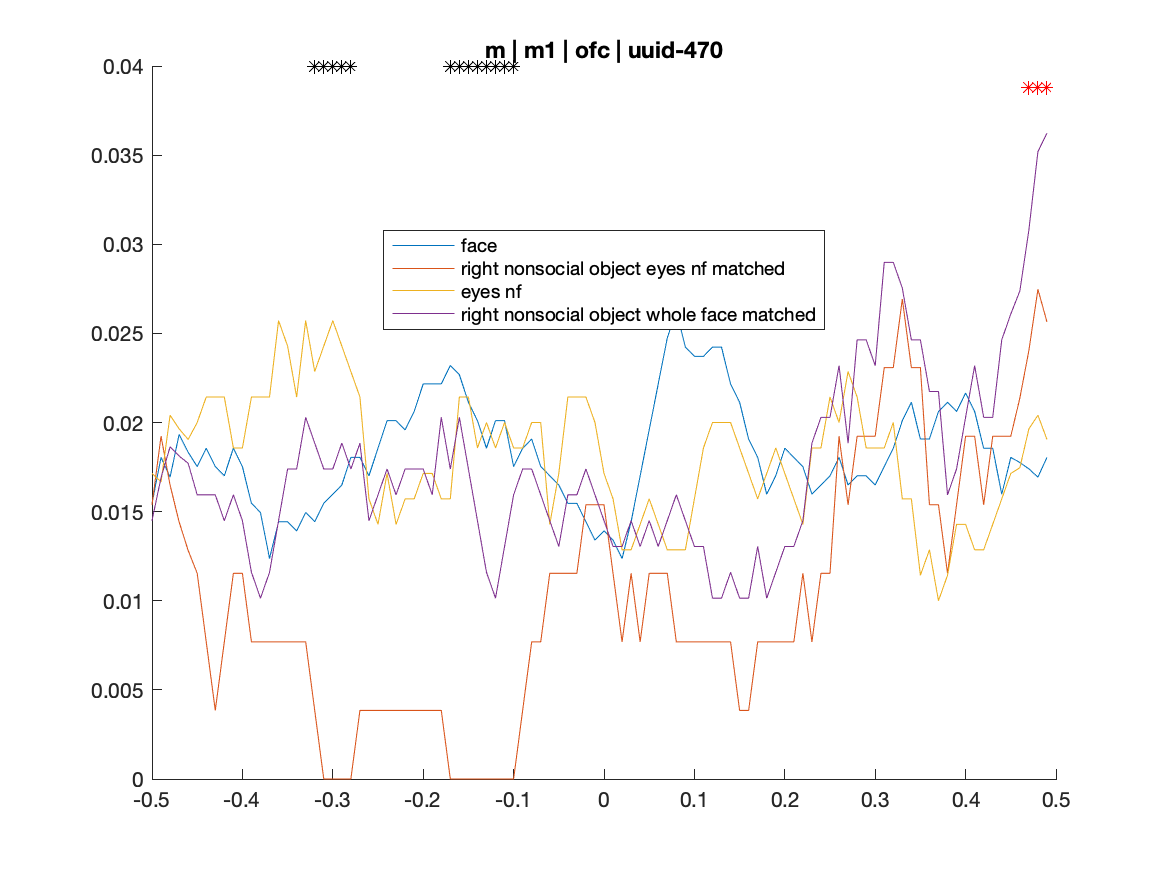 m | m1 | ofc | uuid-470
0.04
0.035
0.03
0.025
0.02
0.015
0.01
0.005
0
face
right nonsocial object eyes nf matched
eyes nf
right nonsocial object whole face matched
-0.5 -0.4 -0.3 -0.2 -0.1 0 0.1 0.2 0.3 0.4 0.5